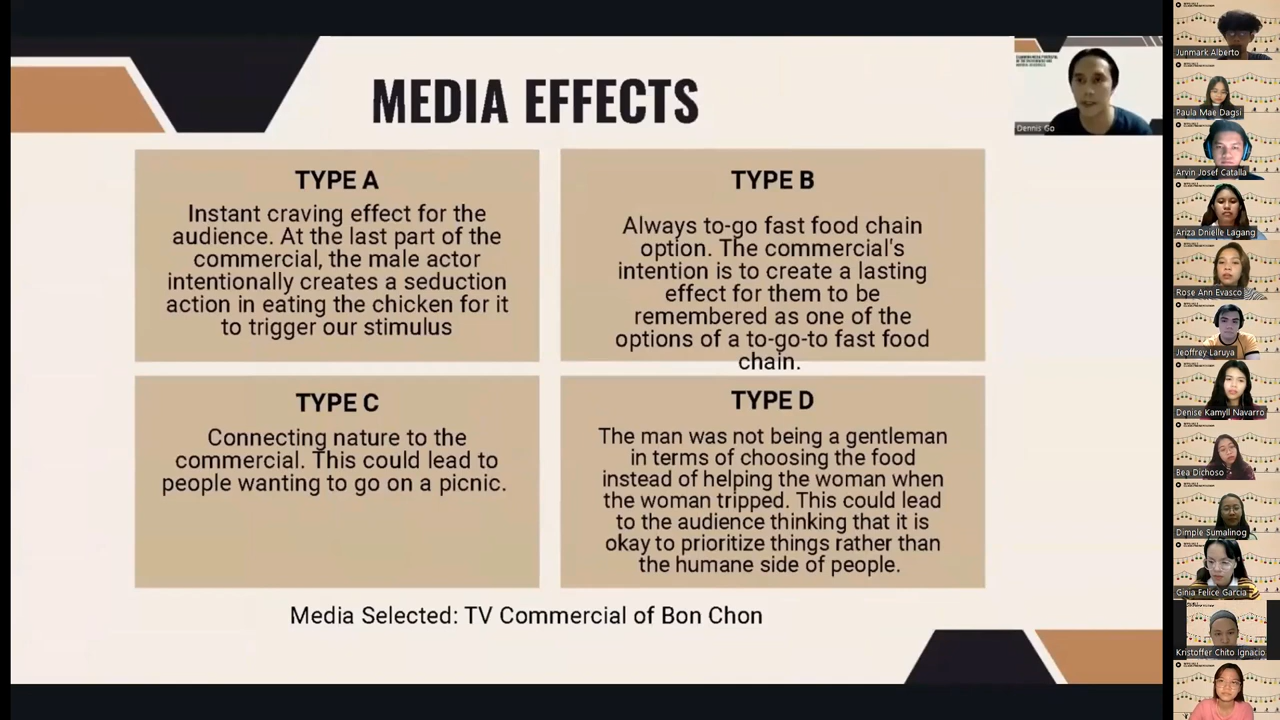 MEDIA EFFECTS
TYPE A
Instant craving effect for the
audience. At the last part of the
commercial, the male actor
intentionally creates a seduction
action in eating the chicken for it
to trigger our stimulus
TYPE B
Always to-go fast food chain
option. The commercial's
intention is to create a lasting
effect for them to be
remembered as one of the
options of a to-go-to fast food
chain.
TYPE C
Connecting nature to the
commercial. This could lead to
people wanting to go on a picnic.
TYPE D
The man was not being a gentleman
in terms of choosing the food
instead of helping the woman when
the woman tripped. This could lead
to the audience thinking that it is
okay to prioritize things rather than
the humane side of people.
Media Selected: TV Commercial of Bon Chon
Dennis Go
Junmark Alberto
Paula Mae Dagsi
Arvin Josef Catalla
Ariza Dnielle Lagang
Rose Ann Evasco
Jeoffrey Laruya
Denise Kamyll Navarro
Bea Dichoso
Dimple Sumalinog
Ginia Felice Garcia
Kristoffer Chito Ignacio